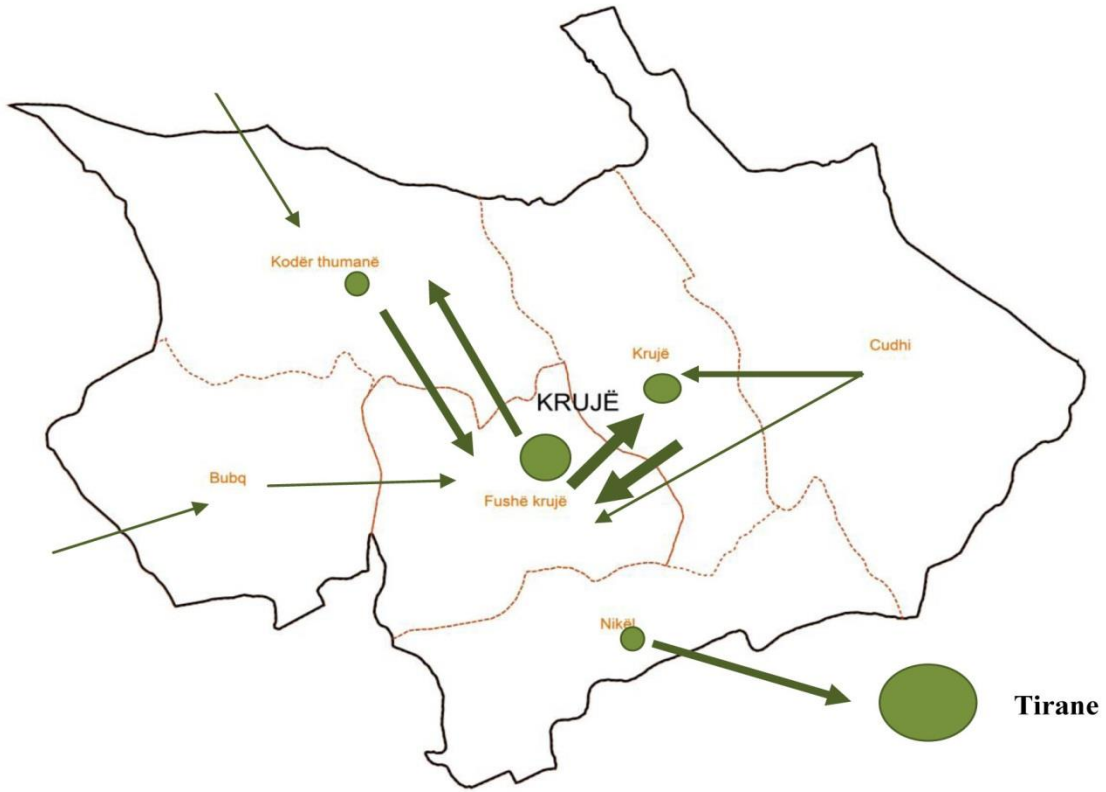 Kodër thumanë
Krujë
Cudhi
KRUJË
Bubq
Fushë krujë
Nikël
Tirane